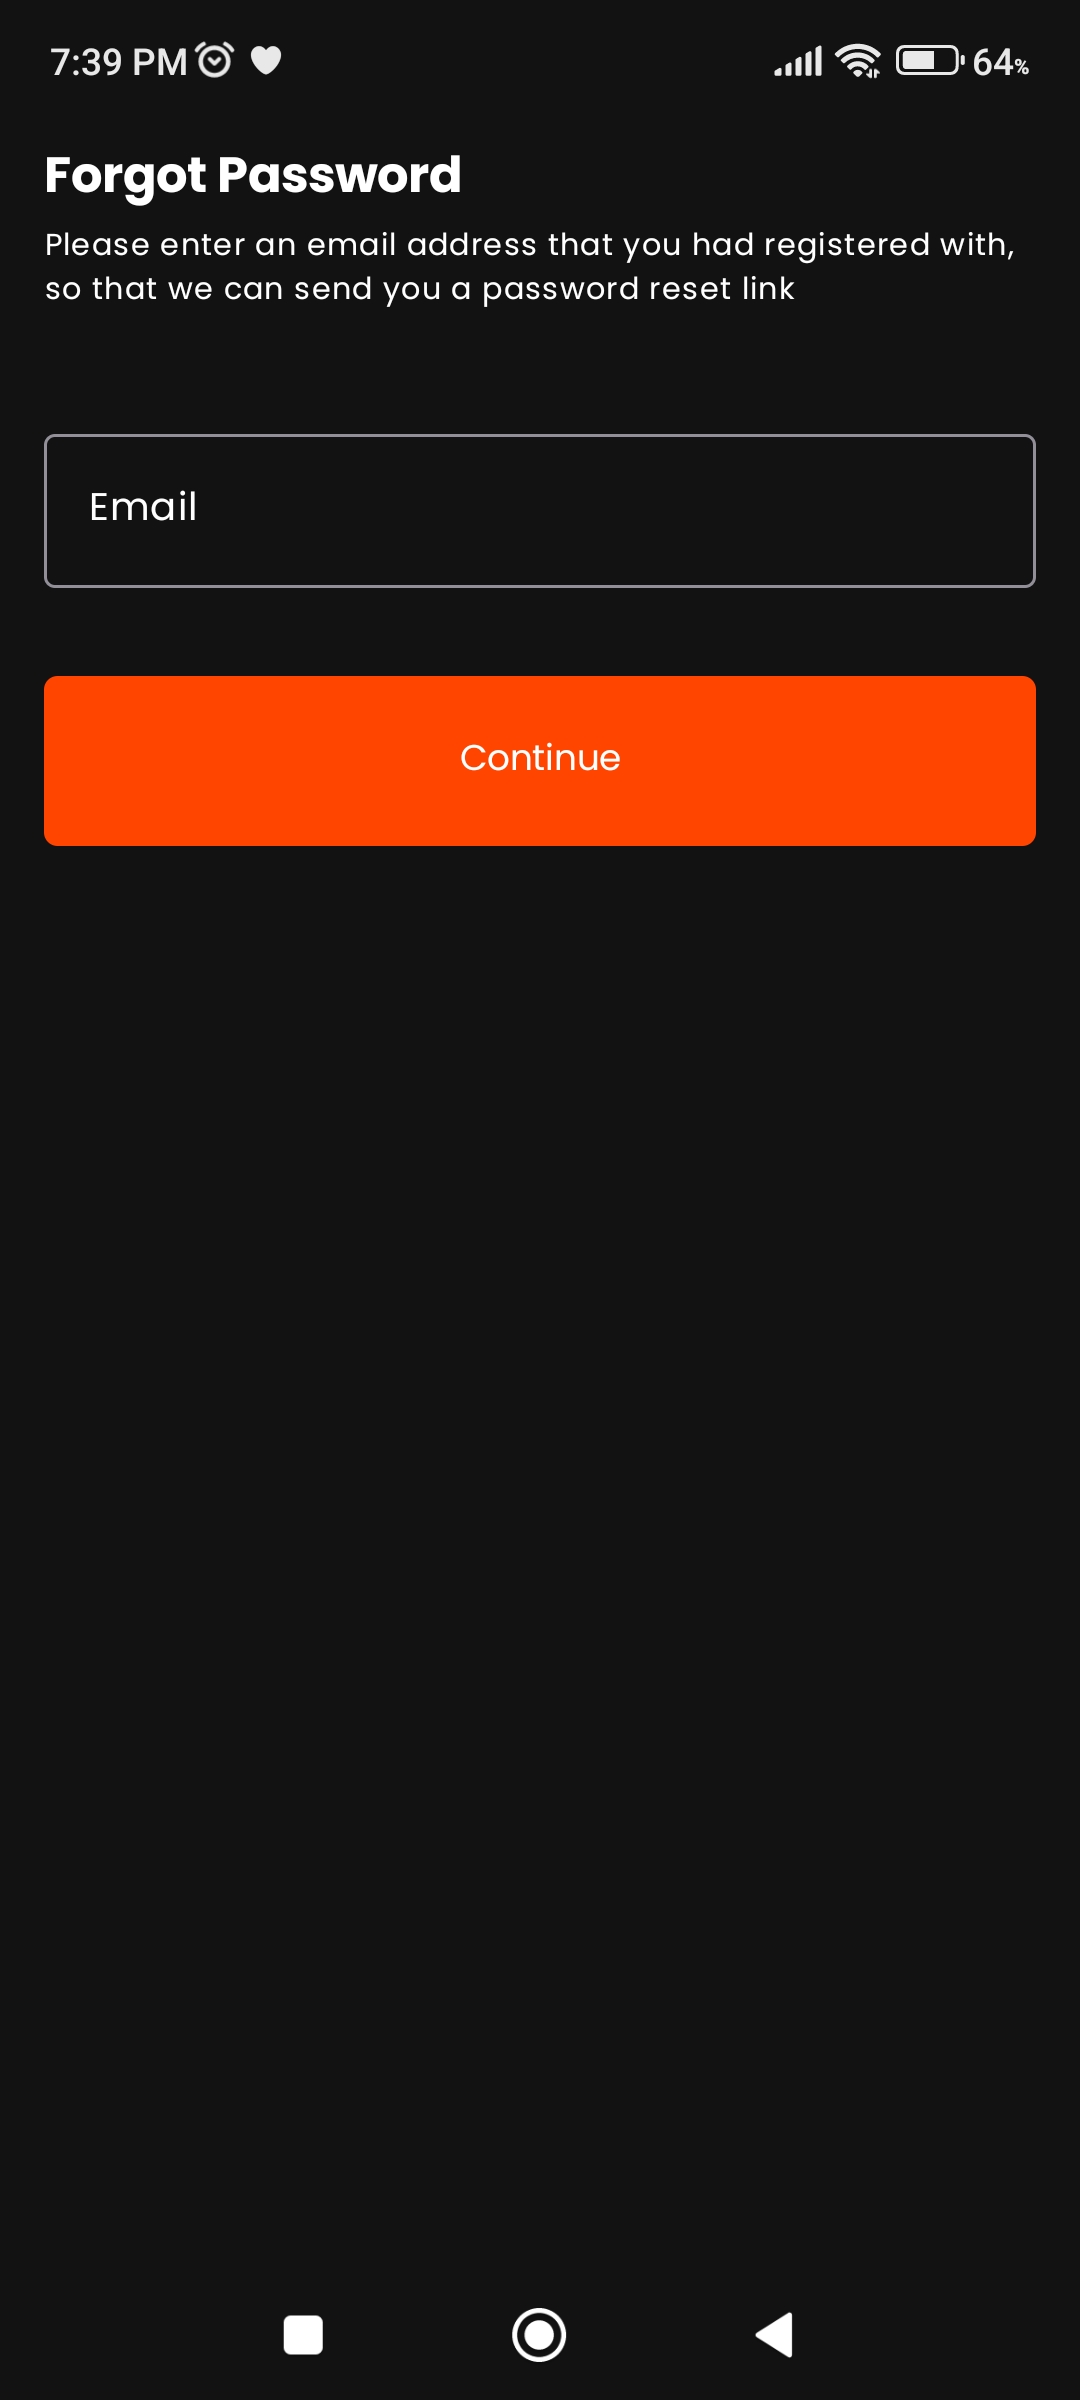 7:39 PM 64%
Forgot Password
Please enter an email address that you had registered with,
so that we can send you a password reset link
Email
Continue